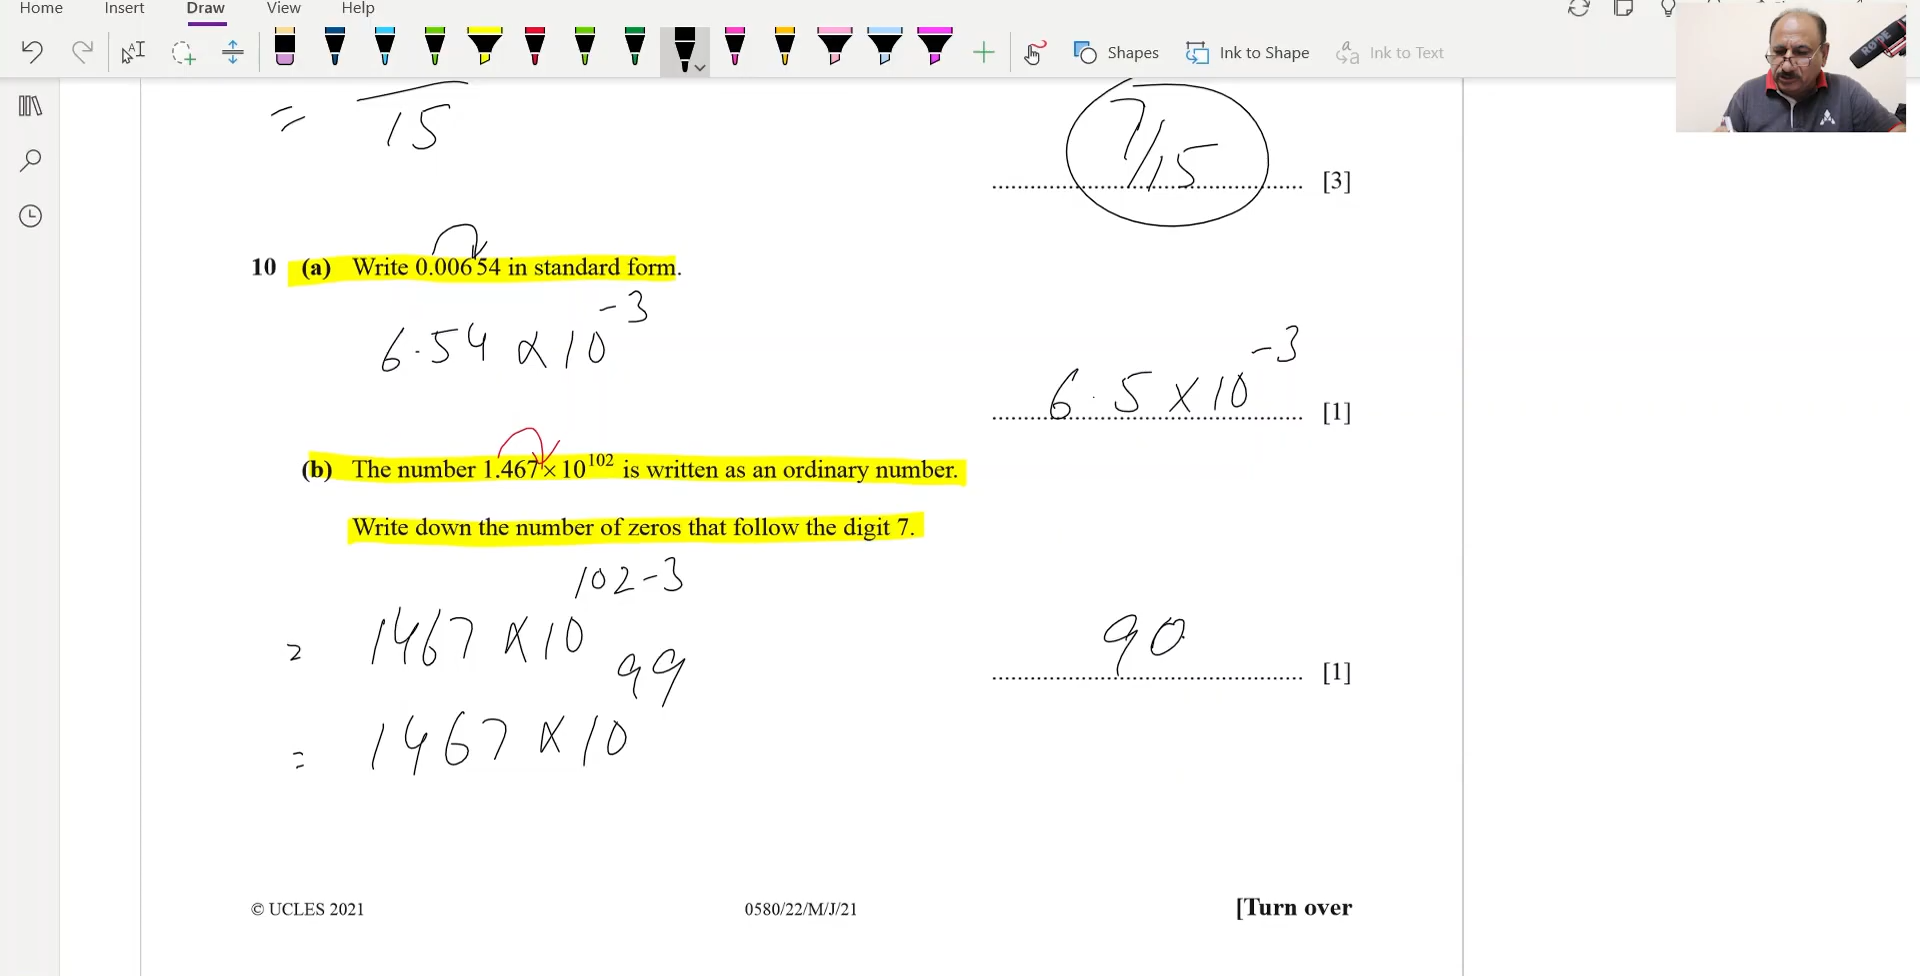 Home Insert Draw View Help
Shapes Ink to Shape Ink to Text
RØDE
= 15
7/15
[3]
10 (a) Write 0.00654 in standard form.
6.54 × 10^-3
6.5 × 10^-3
[1]
(b) The number 1.467 × 10^102 is written as an ordinary number.
Write down the number of zeros that follow the digit 7.
= 1467 × 10^102-3
90
[1]
= 1467 × 10^99
© UCLES 2021 0580/22/M/J/21 [Turn over